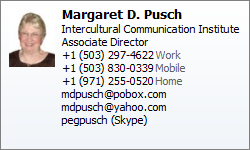 Margaret D. Pusch
Intercultural Communication Institute
Associate Director
+1 (503) 297-4622 Work
+1 (503) 830-0339 Mobile
+1 (971) 255-0520 Home
mdpusch@pobox.com
mdpusch@yahoo.com
pegpusch (Skype)